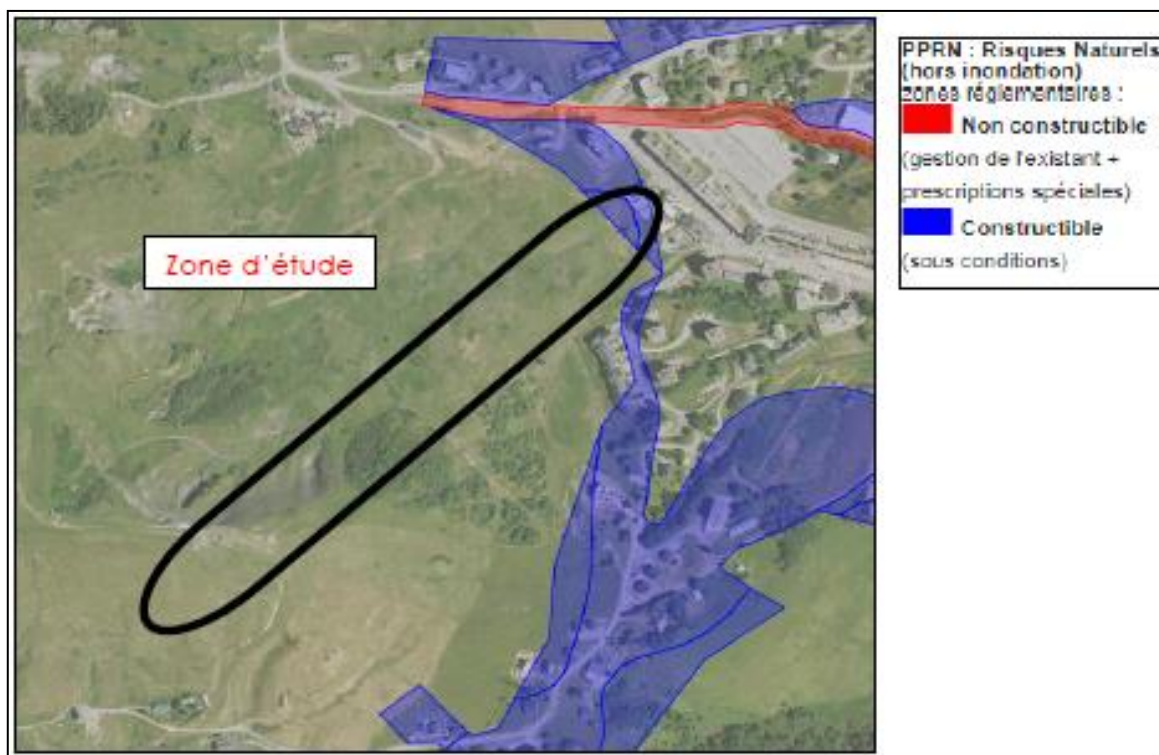 Zone d'étude
PPRN : Risques Naturels
(hors inondation)
zones réglementaires :
Non constructible
(gestion de l'existant +
prescriptions spéciales)
Constructible
(sous conditions)